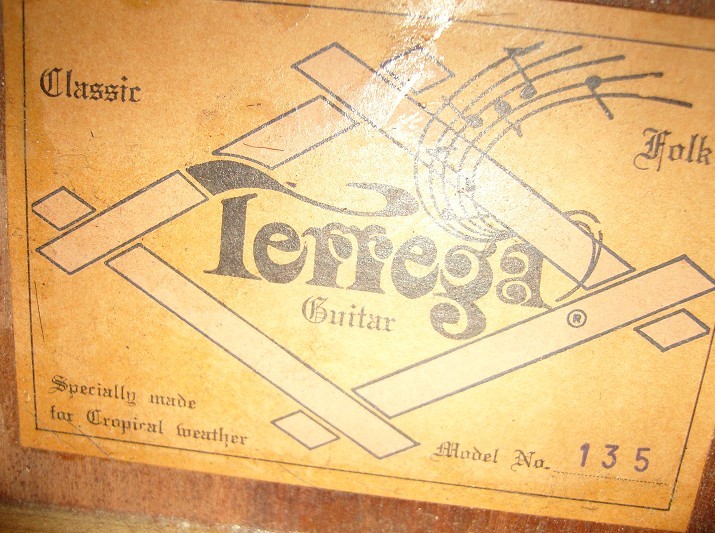 Classic
Folk
Terrega
Guitar
®
Specially made
for Tropical weather
Model No. 135